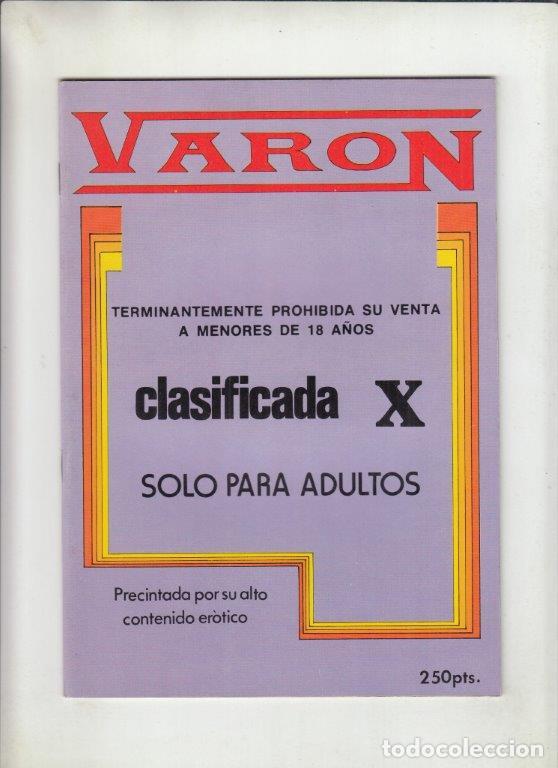 VARON
TERMINANTEMENTE PROHIBIDA SU VENTA
A MENORES DE 18 AÑOS
clasificada X
SOLO PARA ADULTOS
Precintada por su alto
contenido eròtico
250pts.
todocoleccion